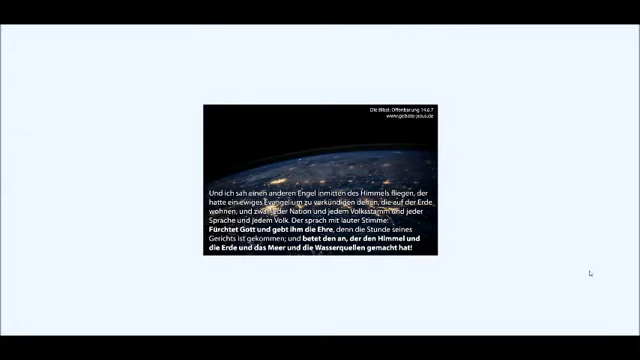 Die Bibel: Offenbarung 14,6.7
www.gebote-jesus.de
Und ich sah einen anderen Engel inmitten des Himmels fliegen, der
hatte ein ewiges Evangelium zu verkündigen denen, die auf der Erde
wohnen, und zwar jeder Nation und jedem Volksstamm und jeder
Sprache und jedem Volk. Der sprach mit lauter Stimme:
Fürchtet Gott und gebt ihm die Ehre, denn die Stunde seines
Gerichts ist gekommen; und betet den an, der den Himmel und
die Erde und das Meer und die Wasserquellen gemacht hat!